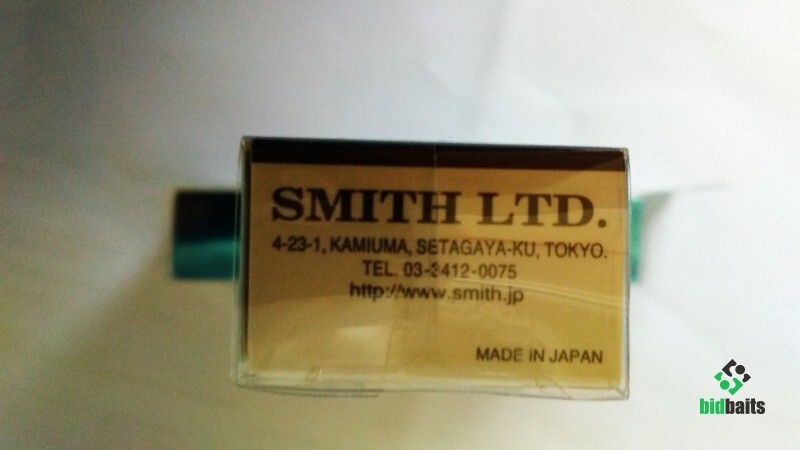 SMITH LTD.
4-23-1, KAMIUMA, SETAGAYA-KU, TOKYO.
TEL. 03-3412-0075
http://www.smith.jp
MADE IN JAPAN
bidbaits